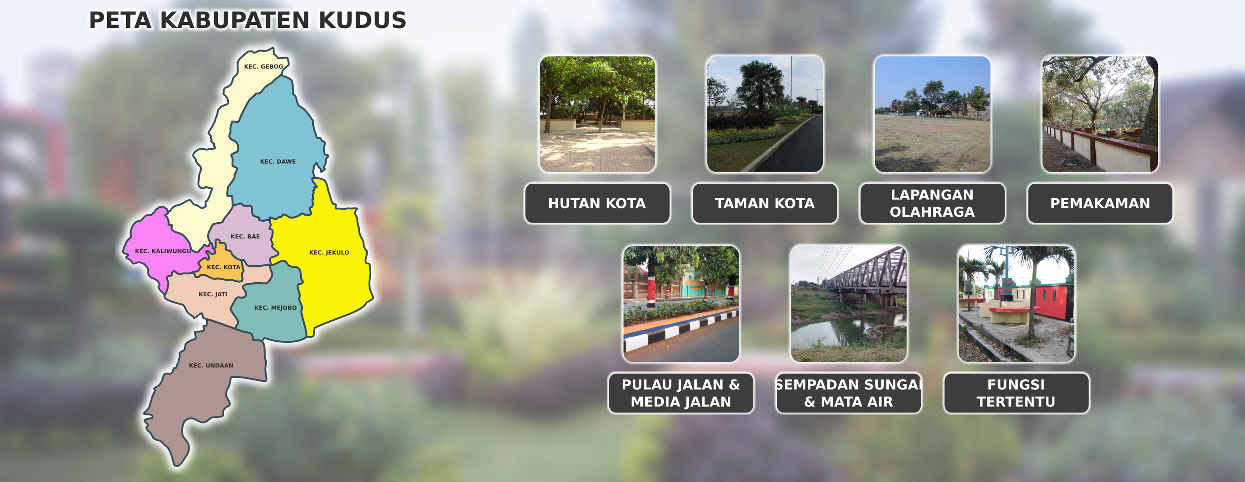 PETA KABUPATEN KUDUS
KEC. GEBOG
KEC. DAWE
KEC. BAE
KEC. KALIWUNGU
KEC. JEKULO
KEC. KOTA
KEC. JATI
KEC. MEJOBO
KEC. UNDAAN
HUTAN KOTA
TAMAN KOTA
LAPANGAN
OLAHRAGA
PEMAKAMAN
PULAU JALAN &
MEDIA JALAN
SEMPADAN SUNGAI
& MATA AIR
FUNGSI
TERTENTU